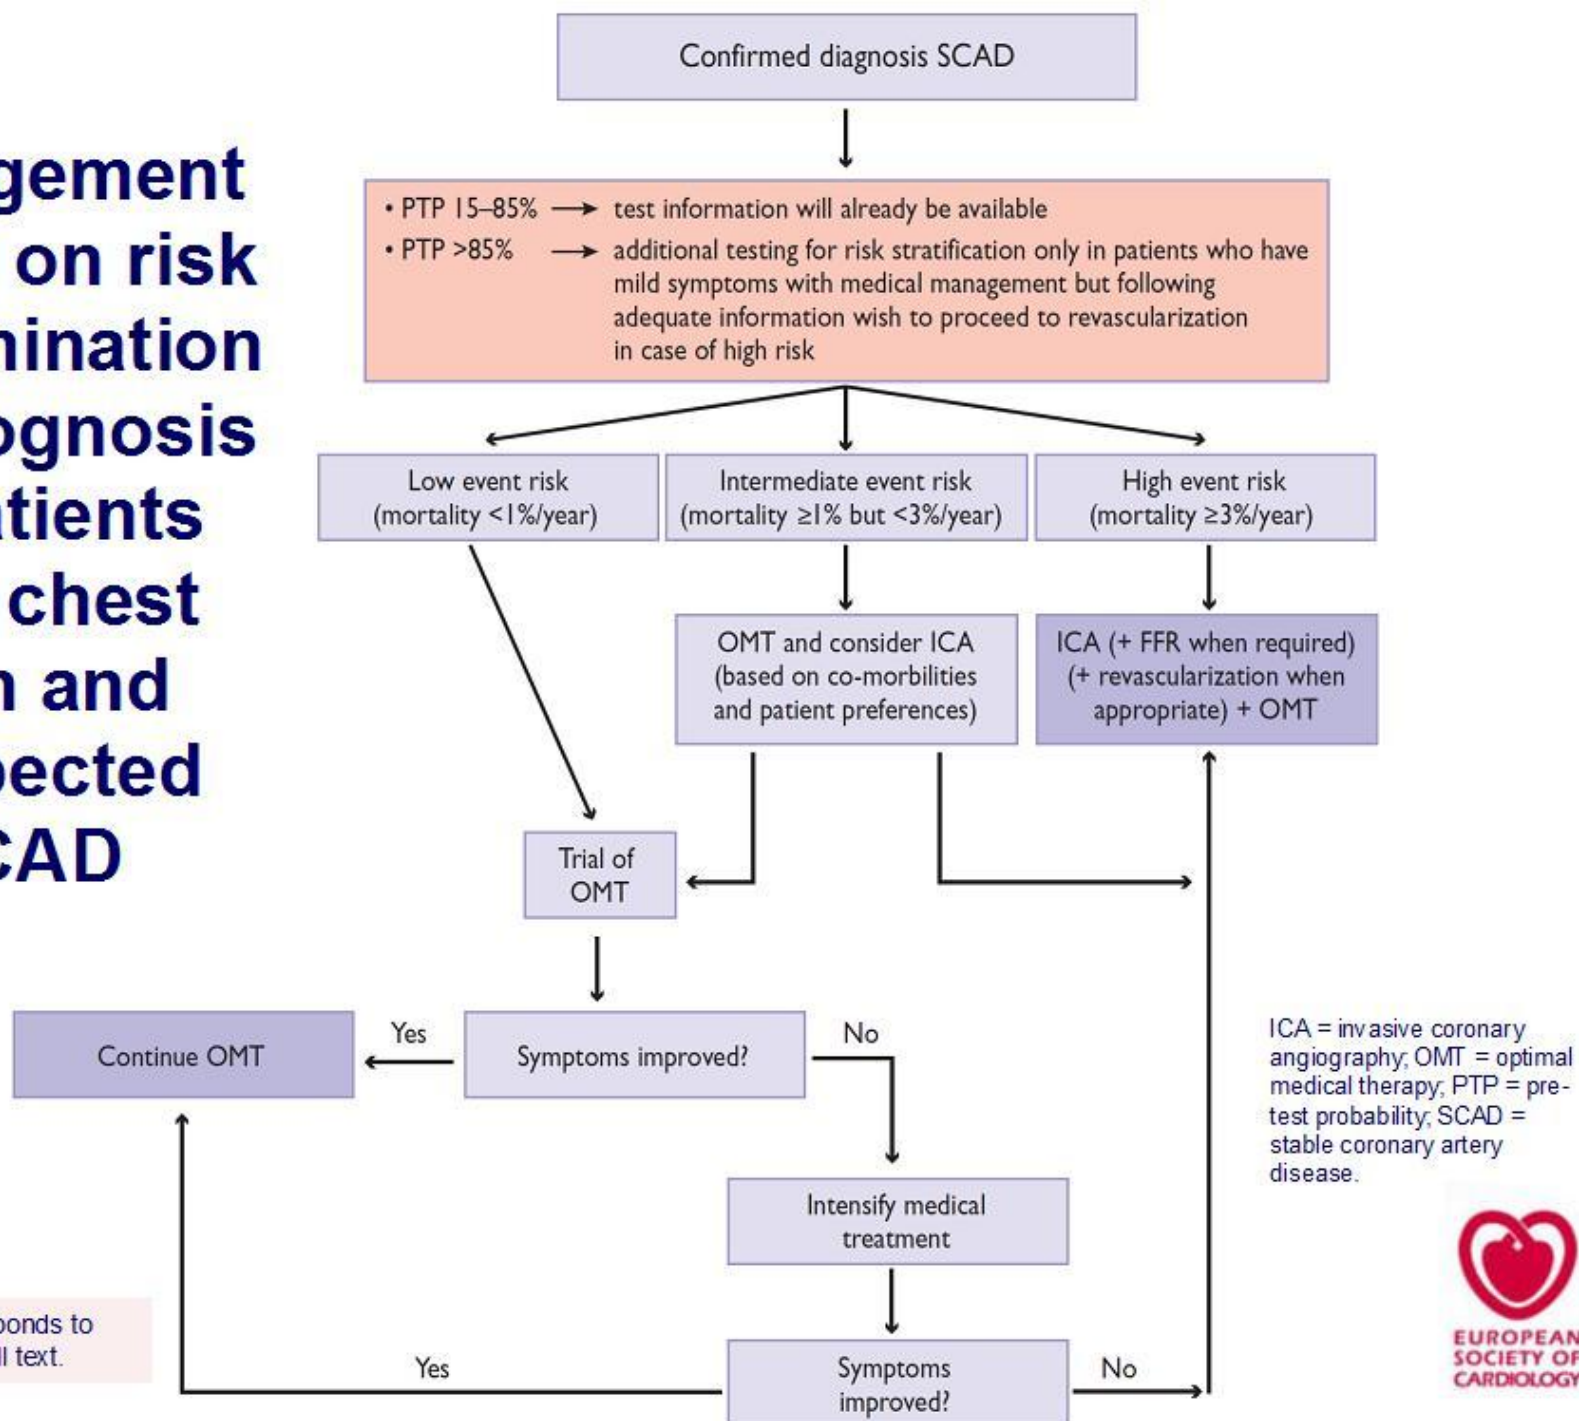 gement
on risk
nination
ognosis
atients
chest
n and
pected
CAD
Confirmed diagnosis SCAD
• PTP 15–85% → test information will already be available
• PTP >85% → additional testing for risk stratification only in patients who have
mild symptoms with medical management but following
adequate information wish to proceed to revascularization
in case of high risk
Low event risk
(mortality <1%/year)
Intermediate event risk
(mortality ≥1% but <3%/year)
High event risk
(mortality ≥3%/year)
OMT and consider ICA
(based on co-morbilities
and patient preferences)
ICA (+ FFR when required)
(+ revascularization when
appropriate) + OMT
Trial of
OMT
Continue OMT
Yes
Symptoms improved?
No
Intensify medical
treatment
Yes
Symptoms
improved?
No
ICA = invasive coronary
angiography; OMT = optimal
medical therapy; PTP = pre-
test probability; SCAD =
stable coronary artery
disease.
ponds to
ll text.
EUROPEAN
SOCIETY OF
CARDIOLOGY